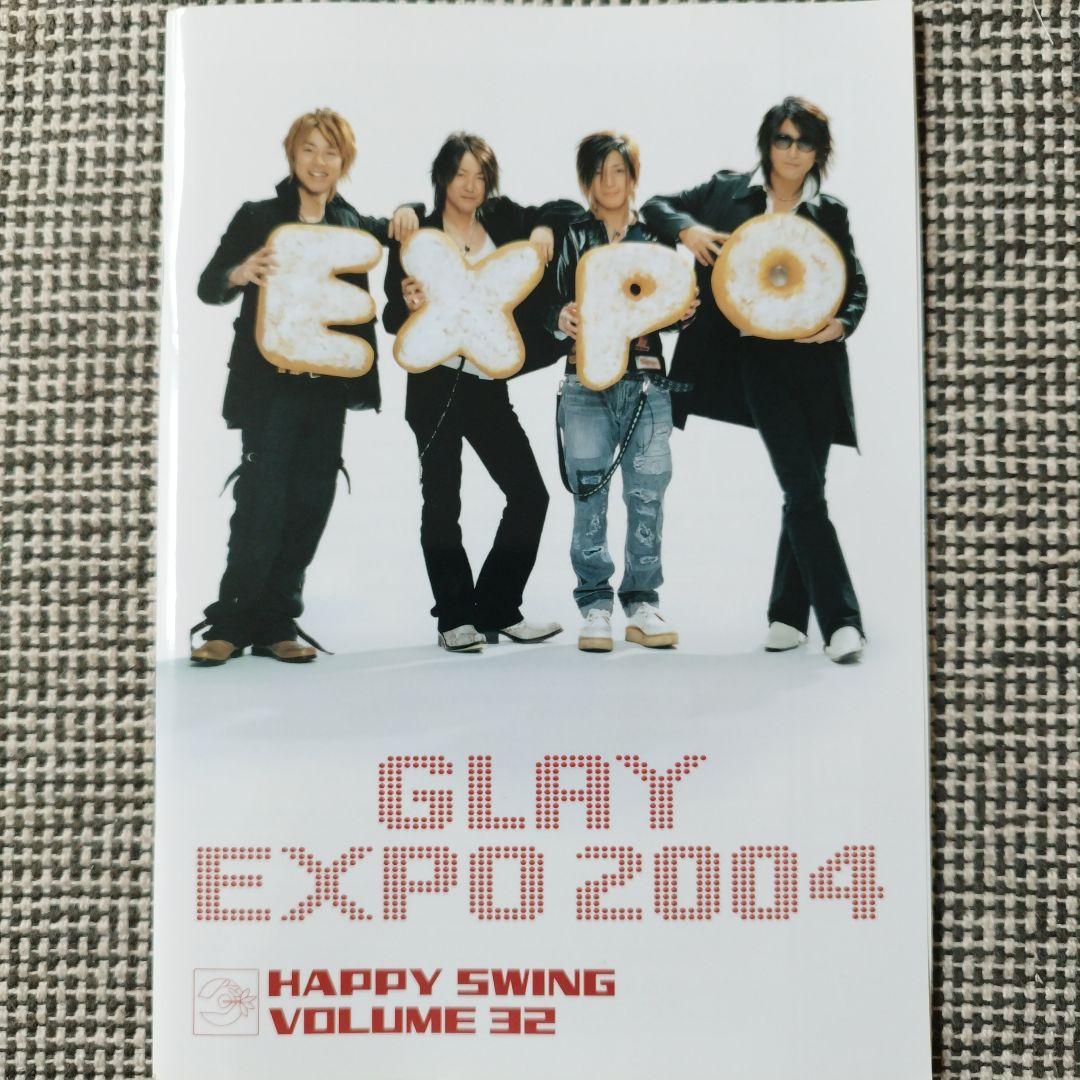 EXPO
GLAY
EXPO 2004
HAPPY SWING
VOLUME 32